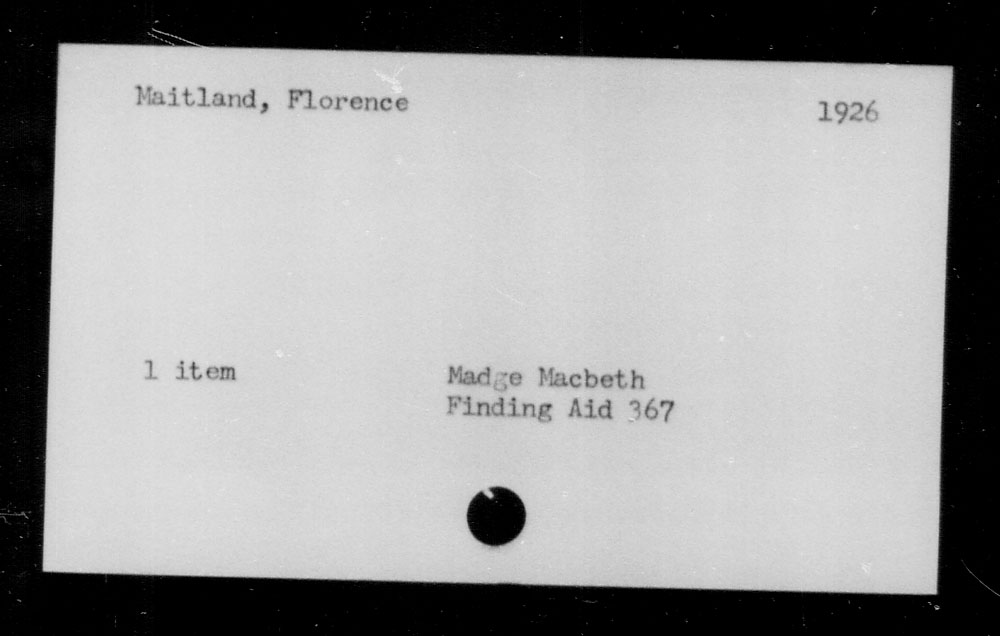 Maitland, Florence 1926
1 item
Madge Macbeth
Finding Aid 367